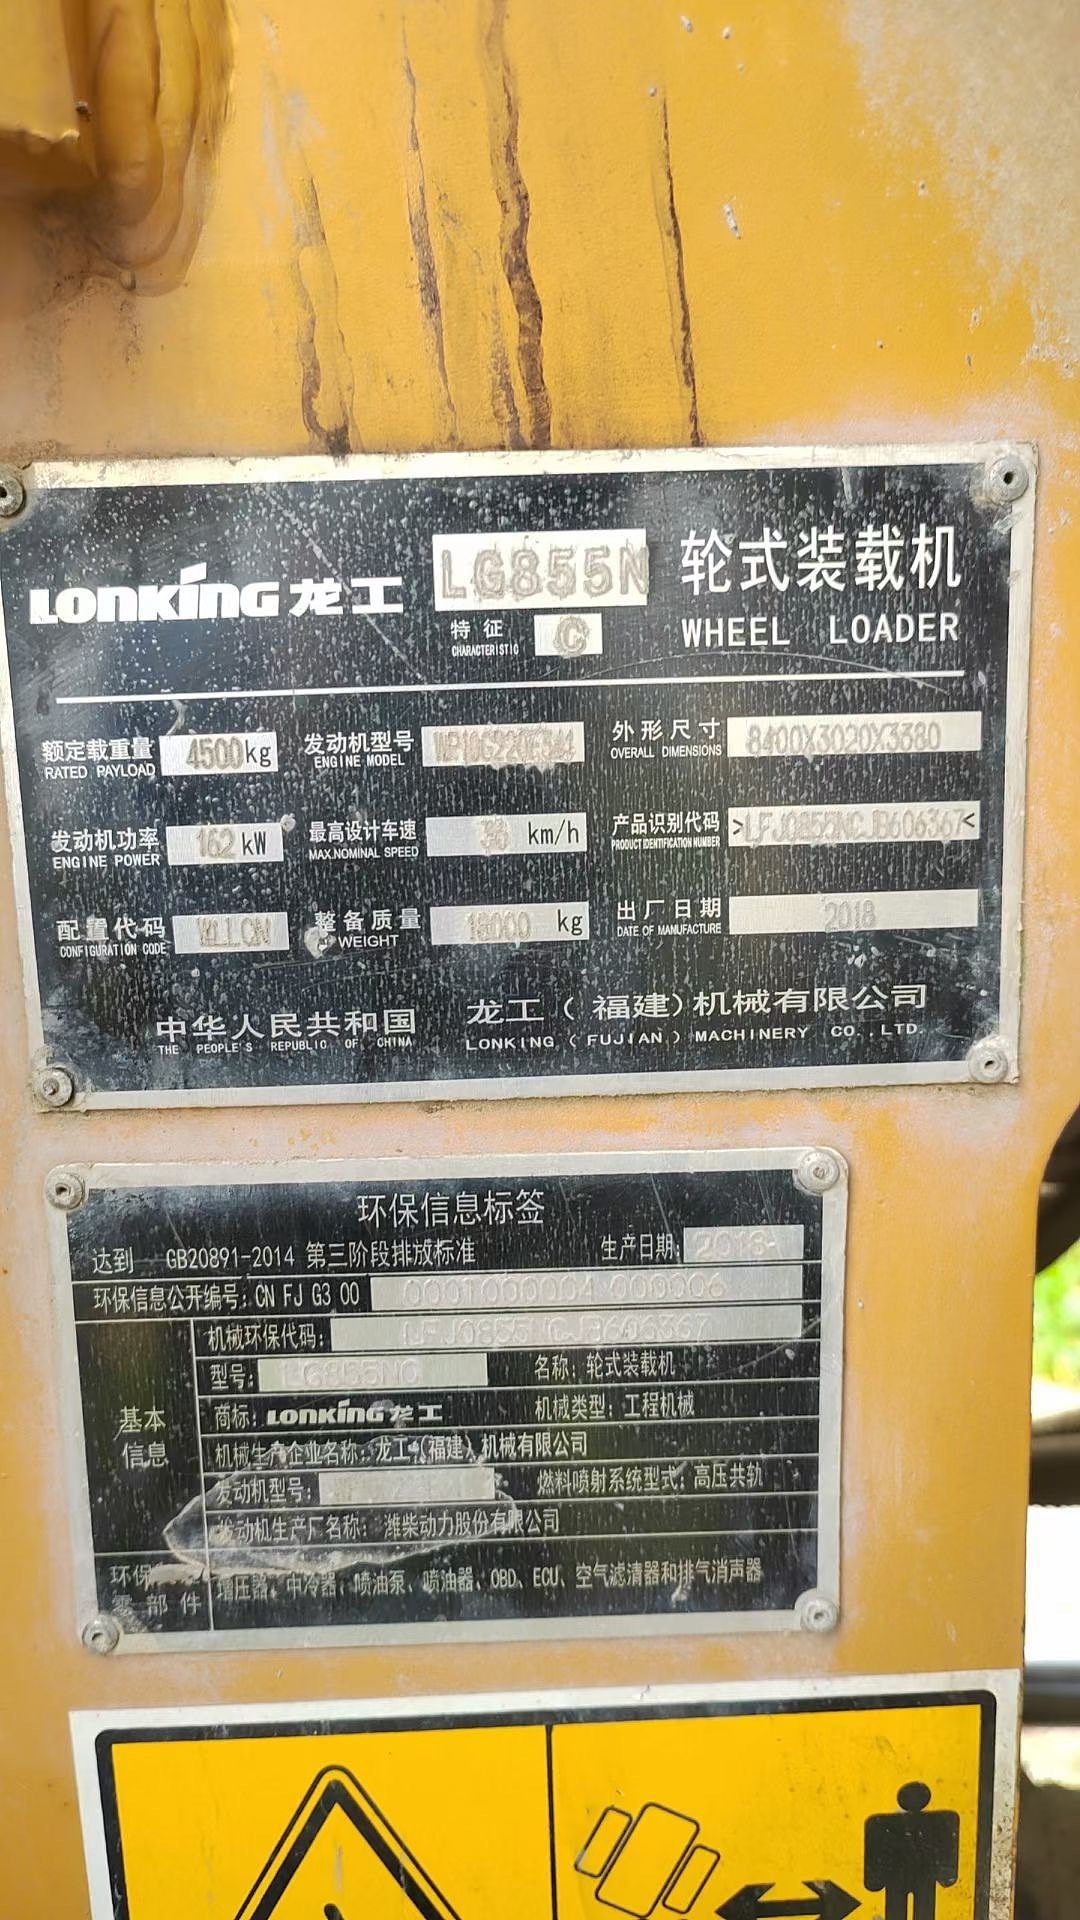 LONKING 龙工 LG855N 轮式装载机
特征 C WHEEL LOADER
CHARACTERISTIC
额定载重量 4500kg 发动机型号 外形尺寸 8400X3020X3380
RATED PAYLOAD ENGINE MODEL OVERALL DIMENSIONS
发动机功率 162 kW 最高设计车速 36 km/h 产品识别代码 >LFJ0855NCJB606367<
ENGINE POWER MAX.NOMINAL SPEED PRODUCT IDENTIFICATION NUMBER
配置代码 整备质量 kg 出厂日期 2018
CONFIGURATION CODE WEIGHT DATE OF MANUFACTURE
中华人民共和国 龙工(福建)机械有限公司
THE PEOPLE'S REPUBLIC OF CHINA LONKING (FUJIAN) MACHINERY CO.,LTD.
环保信息标签
达到 GB20891-2014 第三阶段排放标准 生产日期: 2018-
环保信息公开编号: CN FJ G3 00 0001000004 000006
机械环保代码: LFJ0855NCJB606367
型号: LG855NC 名称: 轮式装载机
基本信息
商标: LONKING 龙工 机械类型: 工程机械
机械生产企业名称: 龙工(福建)机械有限公司
发动机型号: 燃料喷射系统型式: 高压共轨
发动机生产厂名称: 潍柴动力股份有限公司
环保 零部件 增压器、中冷器、喷油泵、喷油器、OBD、ECU、空气滤清器和排气消声器